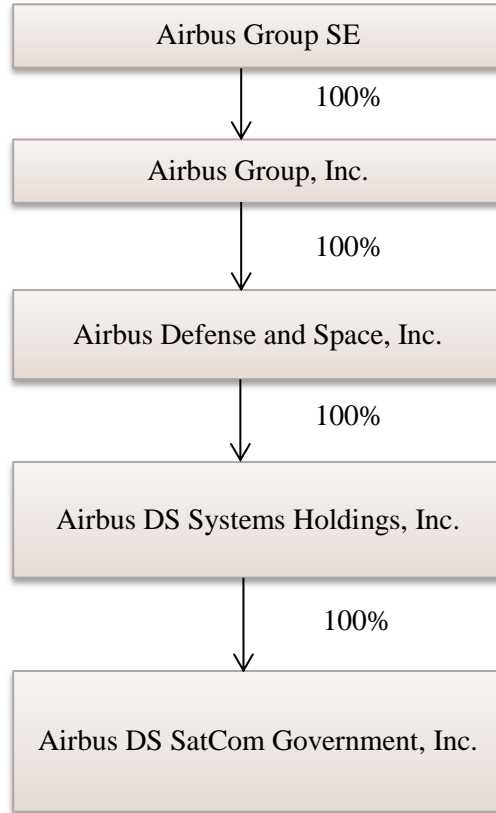 Airbus Group SE
100%
Airbus Group, Inc.
100%
Airbus Defense and Space, Inc.
100%
Airbus DS Systems Holdings, Inc.
100%
Airbus DS SatCom Government, Inc.